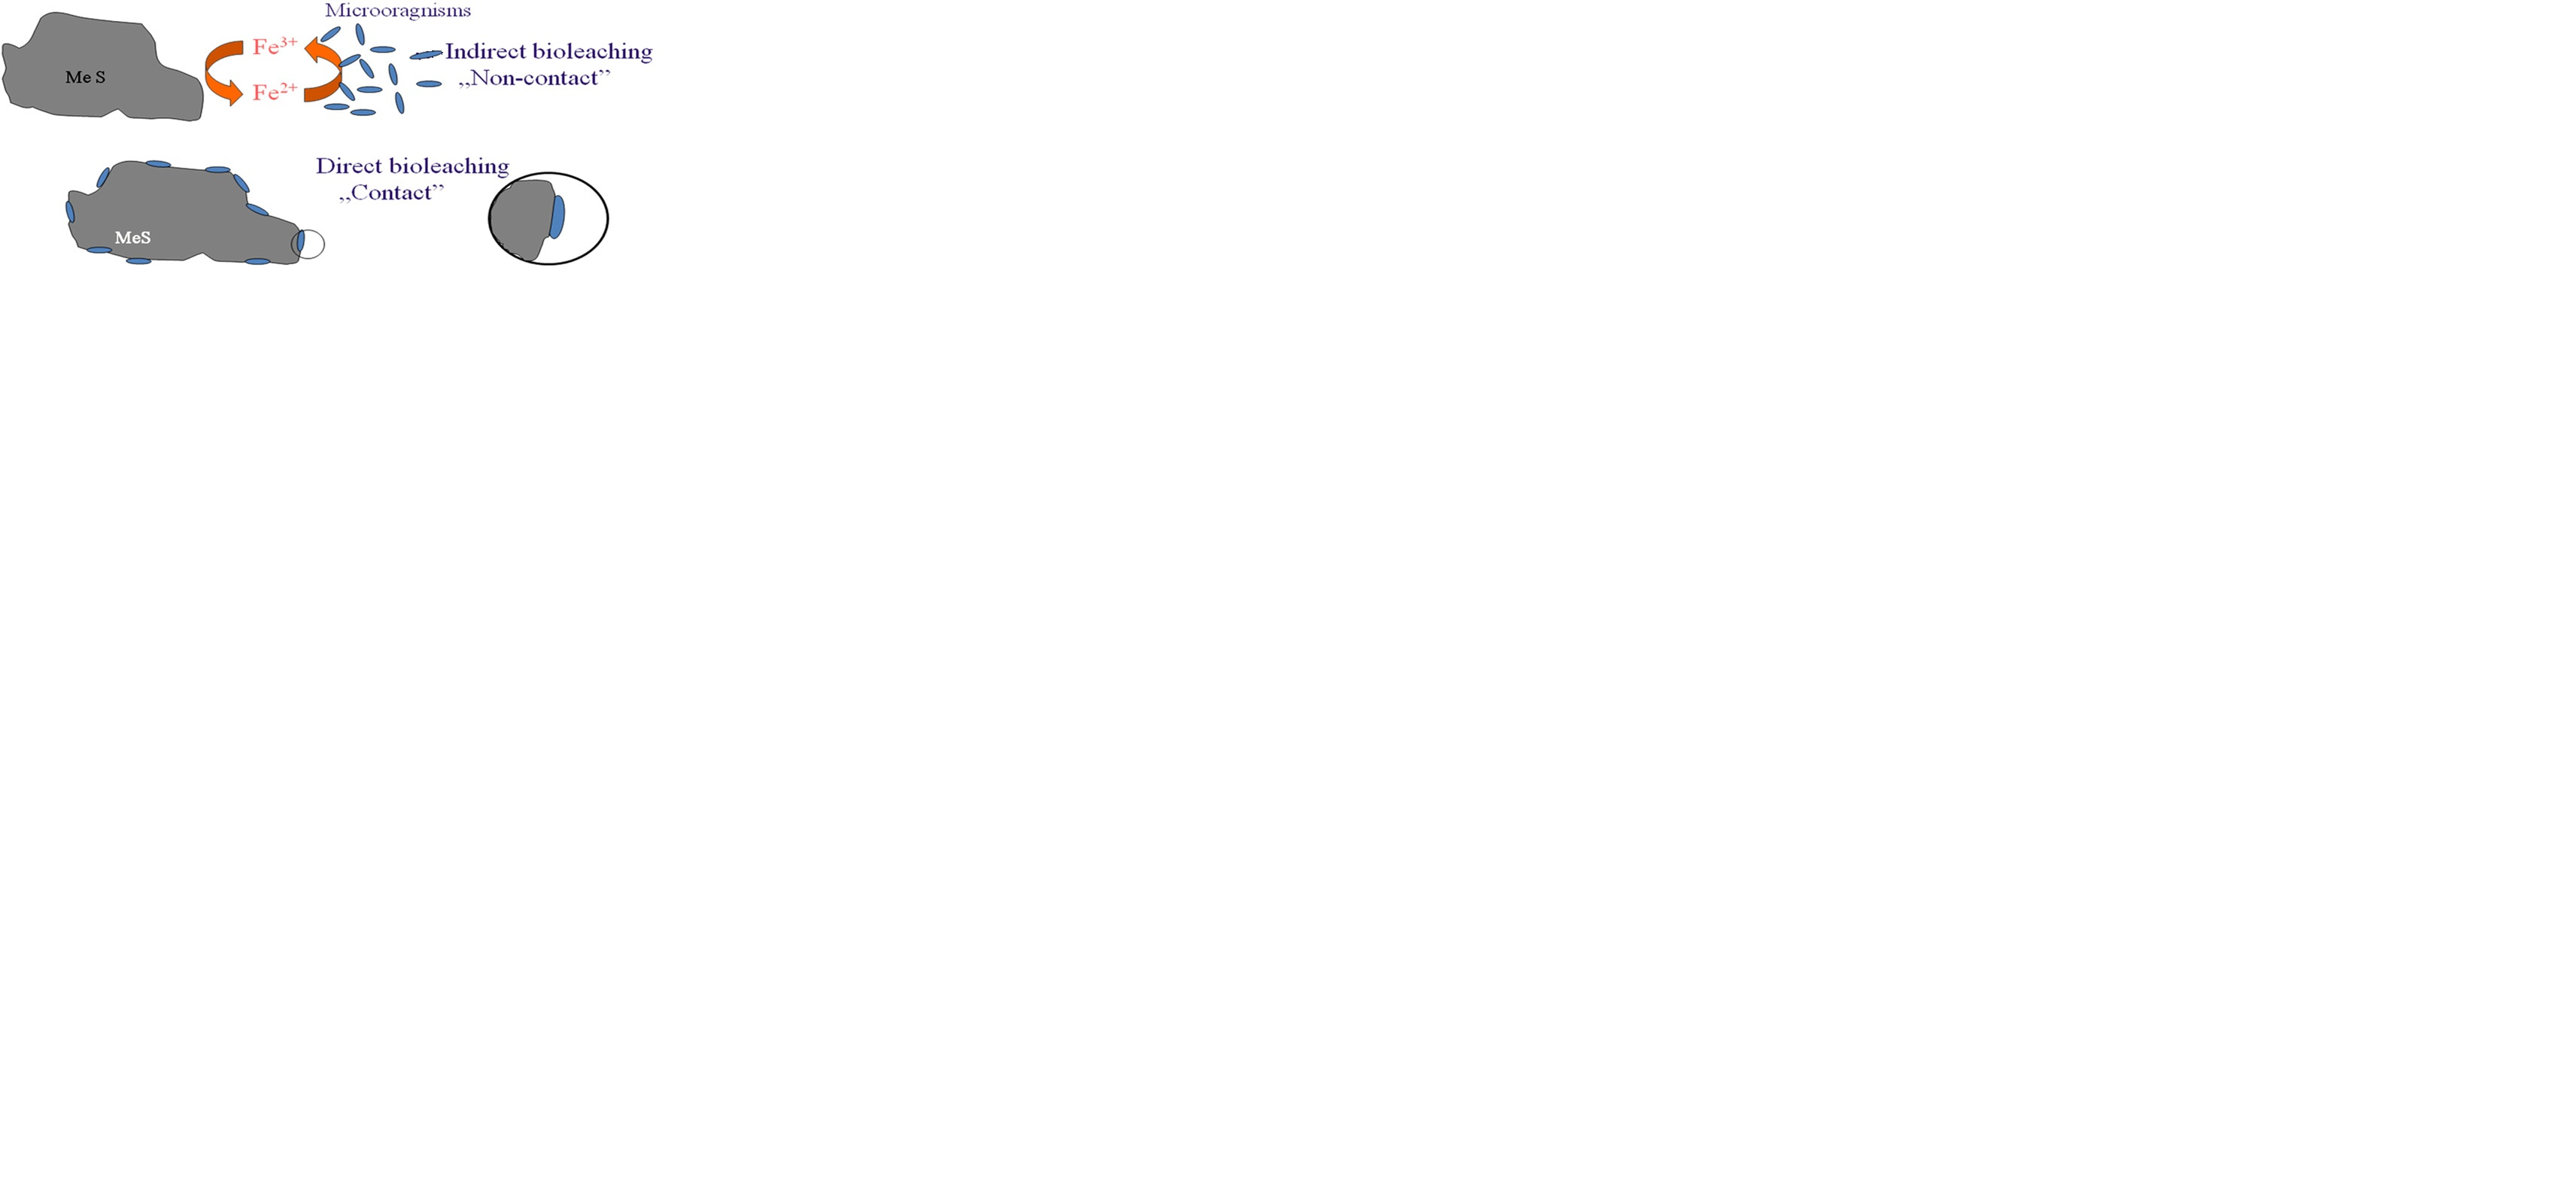 Microoragnisms
Fe³⁺
Indirect bioleaching
Me S
„Non-contact”
Fe²⁺
Direct bioleaching
„Contact”
MeS